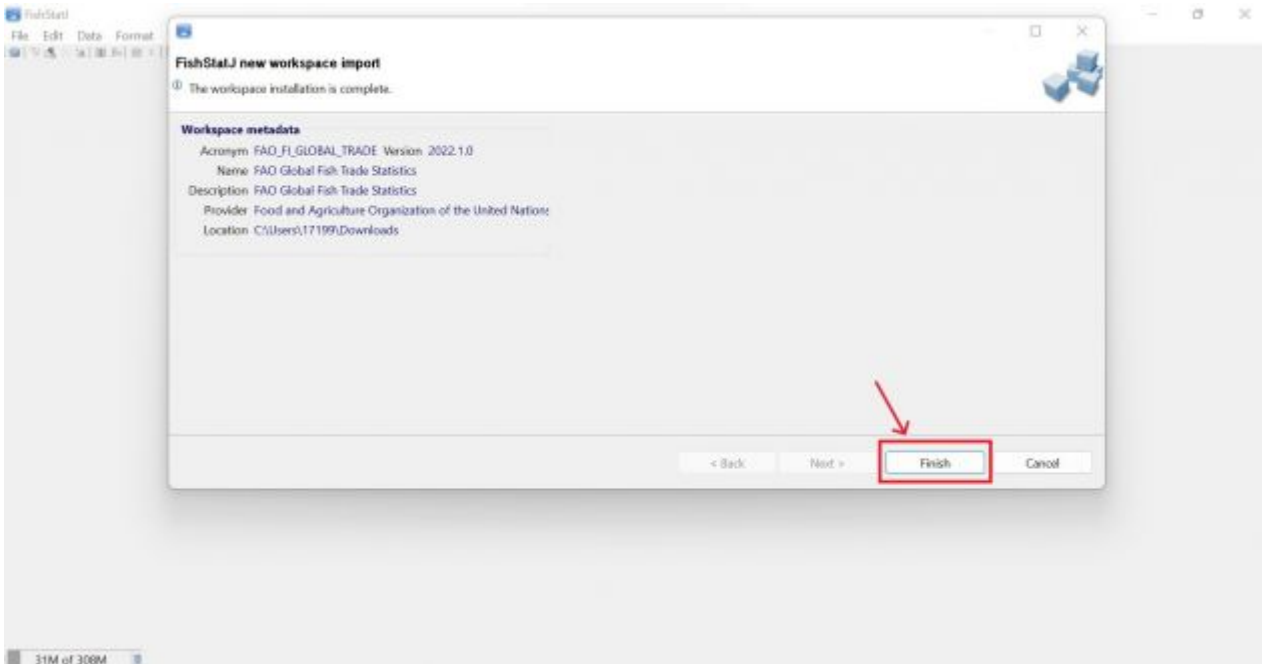 FishStatJ
File Edit Data Format
FishStatJ new workspace import
The workspace installation is complete.
Workspace metadata
Acronym FAO_FI_GLOBAL_TRADE Version 2022.1.0
Name FAO Global Fish Trade Statistics
Description FAO Global Fish Trade Statistics
Provider Food and Agriculture Organization of the United Nations
Location C:\Users\17199\Downloads
< Back Next > Finish Cancel
31M of 308M